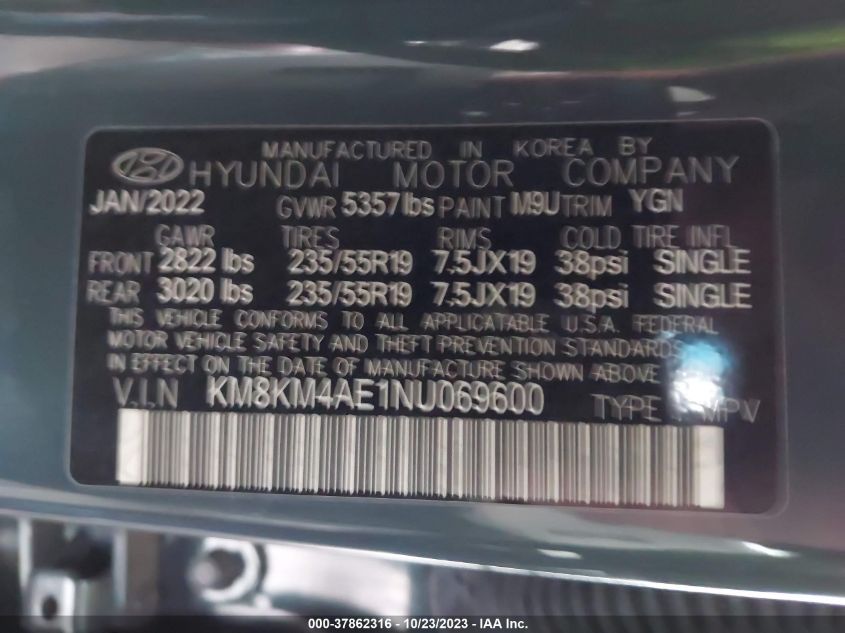 MANUFACTURED IN KOREA BY
HYUNDAI MOTOR COMPANY
JAN/2022 GVWR 5357 lbs PAINT M9U TRIM YGN
GAWR TIRES RIMS COLD TIRE INFL
FRONT 2822 lbs 235/55R19 7.5JX19 38psi SINGLE
REAR 3020 lbs 235/55R19 7.5JX19 38psi SINGLE
THIS VEHICLE CONFORMS TO ALL APPLICATABLE U.S.A. FEDERAL
MOTOR VEHICLE SAFETY AND THEFT PREVENTION STANDARDS
IN EFFECT ON THE DATE OF MANUFACTURE SHOWN ABOVE.
V.I.N KM8KM4AE1NU069600 TYPE : MPV
000-37862316 - 10/23/2023 - IAA Inc.